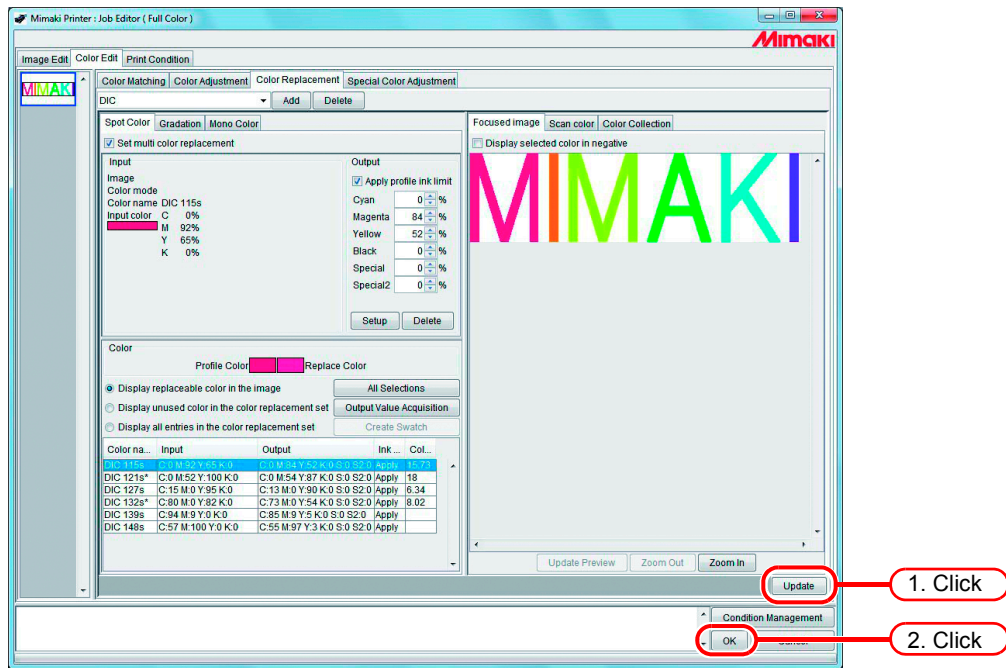 Mimaki Printer : Job Editor ( Full Color )
Mimaki
Image Edit Color Edit Print Condition
MIMAKI
Color Matching Color Adjustment Color Replacement Special Color Adjustment
DIC Add Delete
Spot Color Gradation Mono Color
Set multi color replacement
Input
Image
Color mode
Color name DIC 115s
Input color C 0%
M 92%
Y 65%
K 0%
Output
Apply profile ink limit
Cyan 0 %
Magenta 84 %
Yellow 52 %
Black 0 %
Special 0 %
Special2 0 %
Setup Delete
Color
Profile Color Replace Color
Display replaceable color in the image All Selections
Display unused color in the color replacement set Output Value Acquisition
Display all entries in the color replacement set Create Swatch
Color na... Input Output Ink ... Col...
DIC 115s C:0 M:92 Y:65 K:0 C:0 M:84 Y:52 K:0 S:0 S2:0 Apply 15.73
DIC 121s* C:0 M:52 Y:100 K:0 C:0 M:54 Y:87 K:0 S:0 S2:0 Apply 18
DIC 127s C:15 M:0 Y:95 K:0 C:13 M:0 Y:90 K:0 S:0 S2:0 Apply 6.34
DIC 132s* C:80 M:0 Y:82 K:0 C:73 M:0 Y:54 K:0 S:0 S2:0 Apply 8.02
DIC 139s C:94 M:9 Y:0 K:0 C:85 M:9 Y:5 K:0 S:0 S2:0 Apply
DIC 148s C:57 M:100 Y:0 K:0 C:55 M:97 Y:3 K:0 S:0 S2:0 Apply
Focused image Scan color Color Collection
Display selected color in negative
MIMAKI
Update Preview Zoom Out Zoom In
Update
1. Click
Condition Management
OK
2. Click